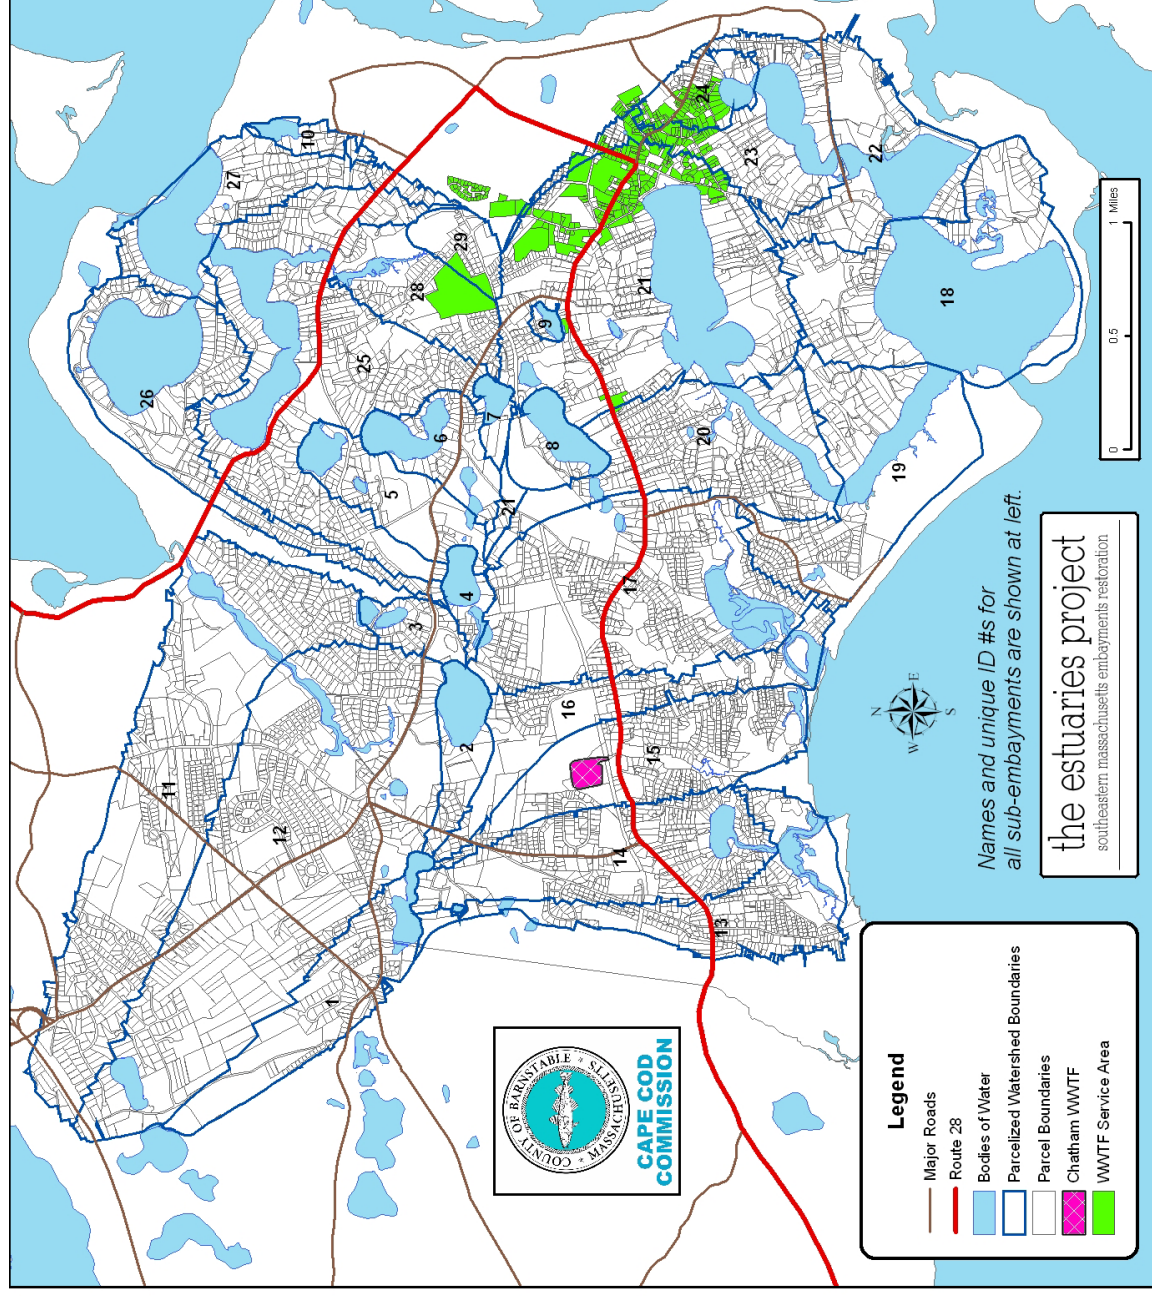 10
27
24
23
22
29
28
21
9
18
26
25
6
7
8
20
5
21
19
4
3
17
2
16
15
11
12
14
13
1
N
E
S
W
0
0.5
1 Miles
Names and unique ID #s for
all sub-embayments are shown at left.
the estuaries project
southeastern massachusetts embayments restoration
COUNTY OF BARNSTABLE * MASSACHUSETTS *
CAPE COD
COMMISSION
Legend
Major Roads
Route 28
Bodies of Water
Parcelized Watershed Boundaries
Parcel Boundaries
Chatham WWTF
WWTF Service Area